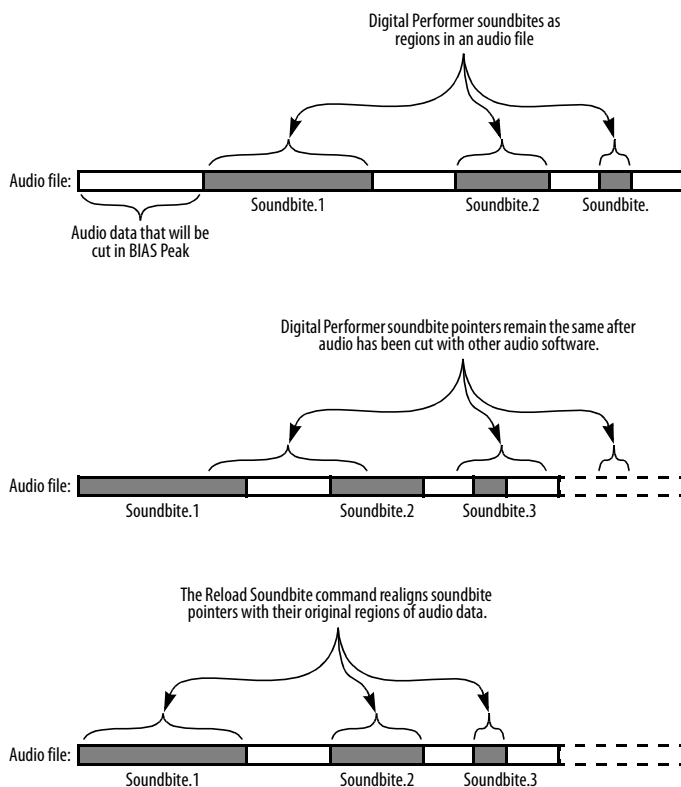 Digital Performer soundbites as
regions in an audio file
Audio file:
Soundbite.1
Soundbite.2
Soundbite.
Audio data that will be
cut in BIAS Peak
Digital Performer soundbite pointers remain the same after
audio has been cut with other audio software.
Audio file:
Soundbite.1
Soundbite.2
Soundbite.3
The Reload Soundbite command realigns soundbite
pointers with their original regions of audio data.
Audio file:
Soundbite.1
Soundbite.2
Soundbite.3